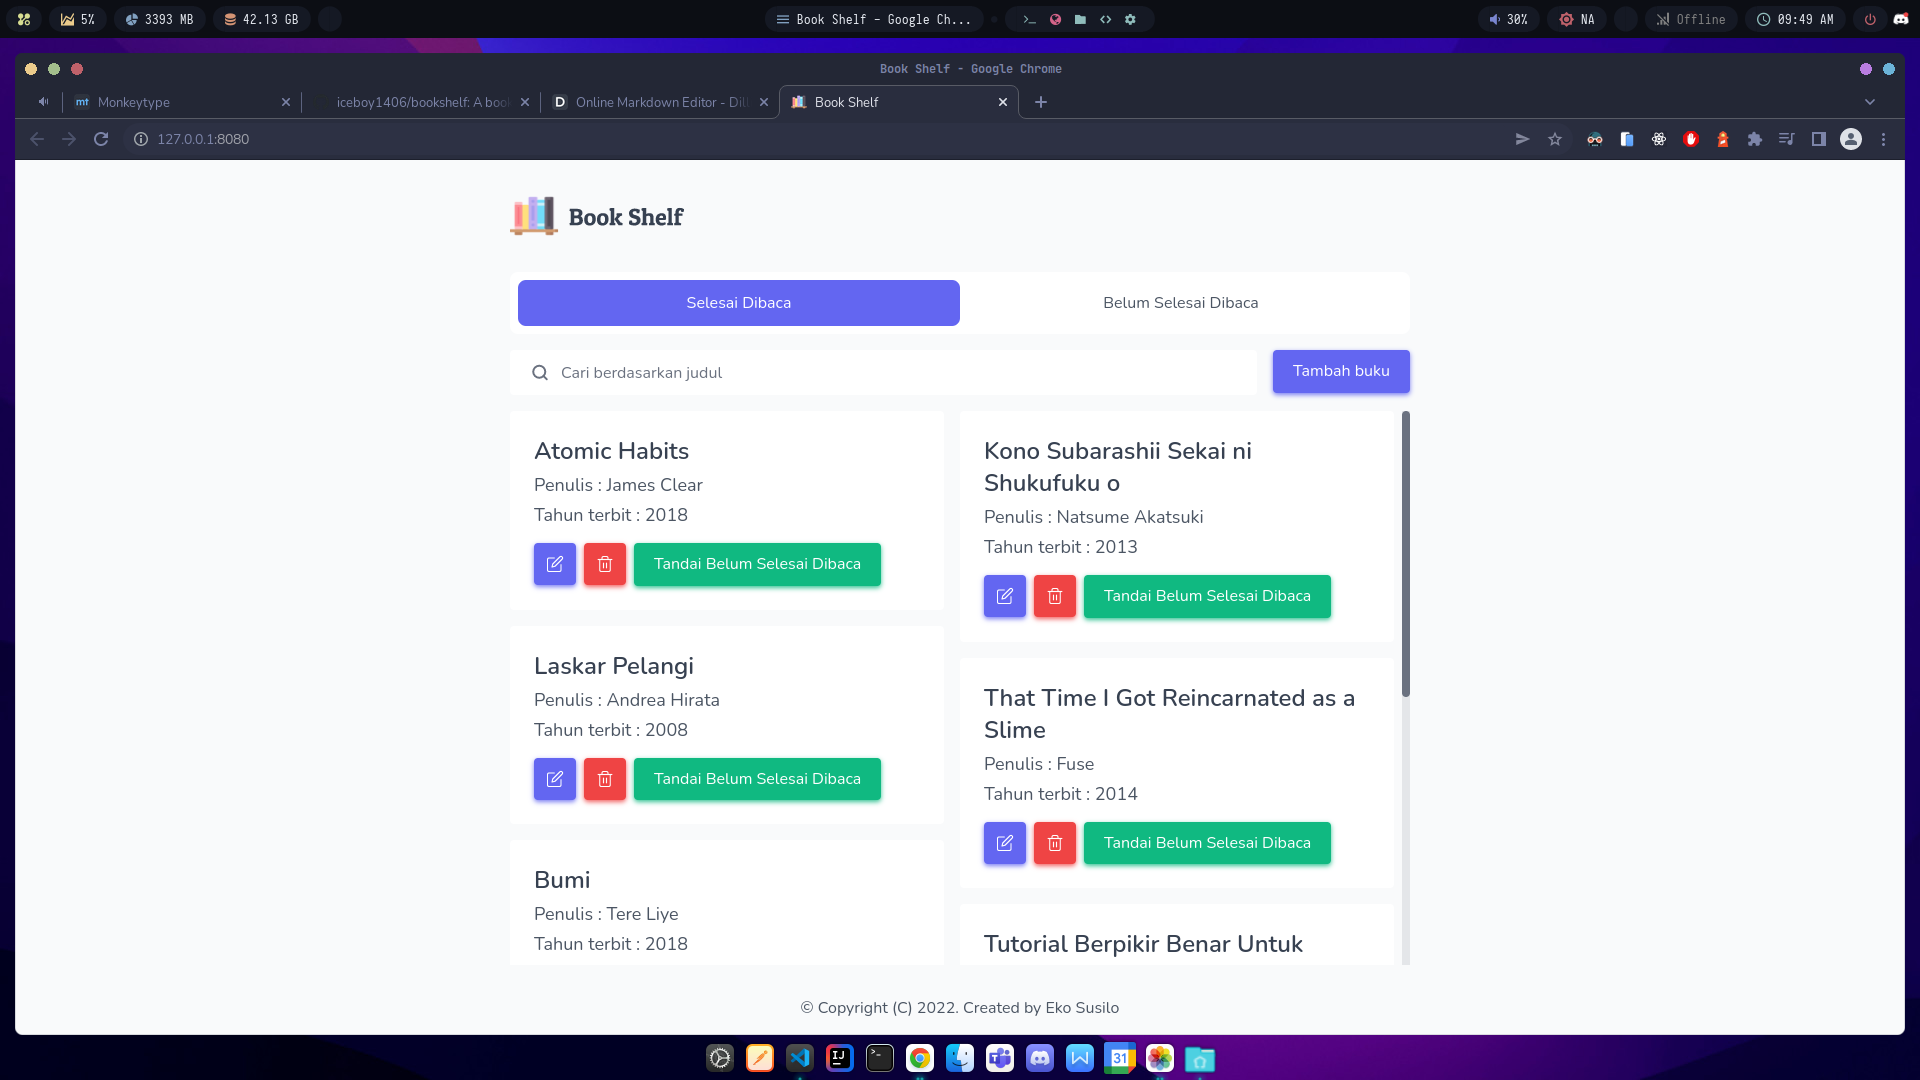 5%
3393 MB
42.13 GB
Book Shelf - Google Ch...
30%
NA
Offline
09:49 AM
Book Shelf - Google Chrome
mt Monkeytype
iceboy1406/bookshelf: A boo
D Online Markdown Editor - Dil
Book Shelf
127.0.0.1:8080
Book Shelf
Selesai Dibaca
Belum Selesai Dibaca
Cari berdasarkan judul
Tambah buku
Atomic Habits
Penulis : James Clear
Tahun terbit : 2018
Tandai Belum Selesai Dibaca
Laskar Pelangi
Penulis : Andrea Hirata
Tahun terbit : 2008
Tandai Belum Selesai Dibaca
Bumi
Penulis : Tere Liye
Tahun terbit : 2018
Kono Subarashii Sekai ni
Shukufuku o
Penulis : Natsume Akatsuki
Tahun terbit : 2013
Tandai Belum Selesai Dibaca
That Time I Got Reincarnated as a
Slime
Penulis : Fuse
Tahun terbit : 2014
Tandai Belum Selesai Dibaca
Tutorial Berpikir Benar Untuk
© Copyright (C) 2022. Created by Eko Susilo
IJ
31